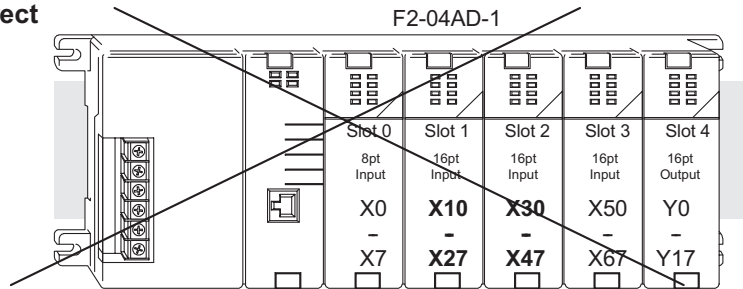 ect
F2-04AD-1
Slot 0 Slot 1 Slot 2 Slot 3 Slot 4
8pt 16pt 16pt 16pt 16pt
Input Input Input Input Output
X0 X10 X30 X50 Y0
- - - - -
X7 X27 X47 X67 Y17